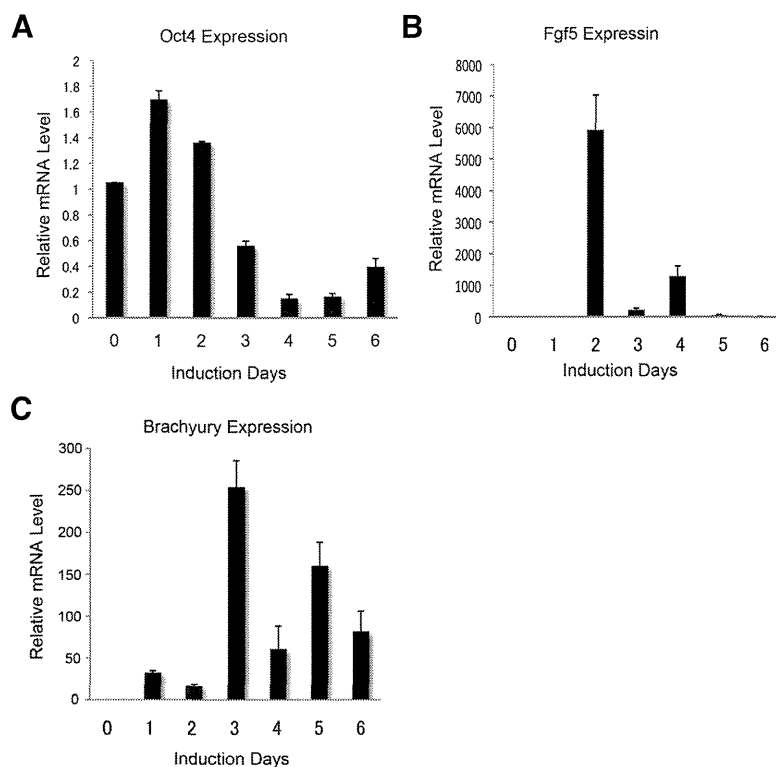 A
Oct4 Expression
Relative mRNA Level
2
1.8
1.6
1.4
1.2
1
0.8
0.6
0.4
0.2
0
0 1 2 3 4 5 6
Induction Days
B
Fgf5 Expressin
Relative mRNA Level
8000
7000
6000
5000
4000
3000
2000
1000
0
0 1 2 3 4 5 6
Induction Days
C
Brachyury Expression
Relative mRNA Level
300
250
200
150
100
50
0
0 1 2 3 4 5 6
Induction Days